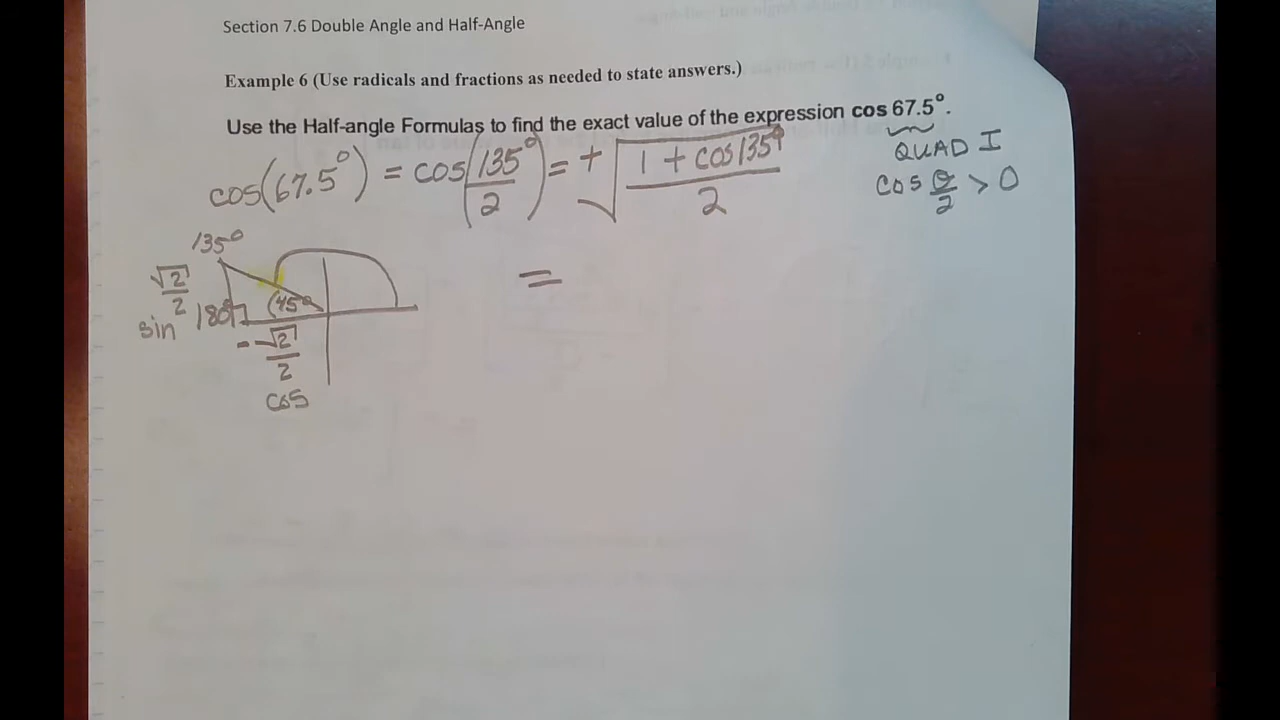 Section 7.6 Double Angle and Half-Angle
Example 6 (Use radicals and fractions as needed to state answers.)
Use the Half-angle Formulas to find the exact value of the expression cos 67.5°.
QUAD I
cos θ/2 > 0
cos(67.5°) = cos(135°/2) = +√(1 + cos135°/2)
135°
√2/2
sin
180°
45°
-√2/2
cos
=